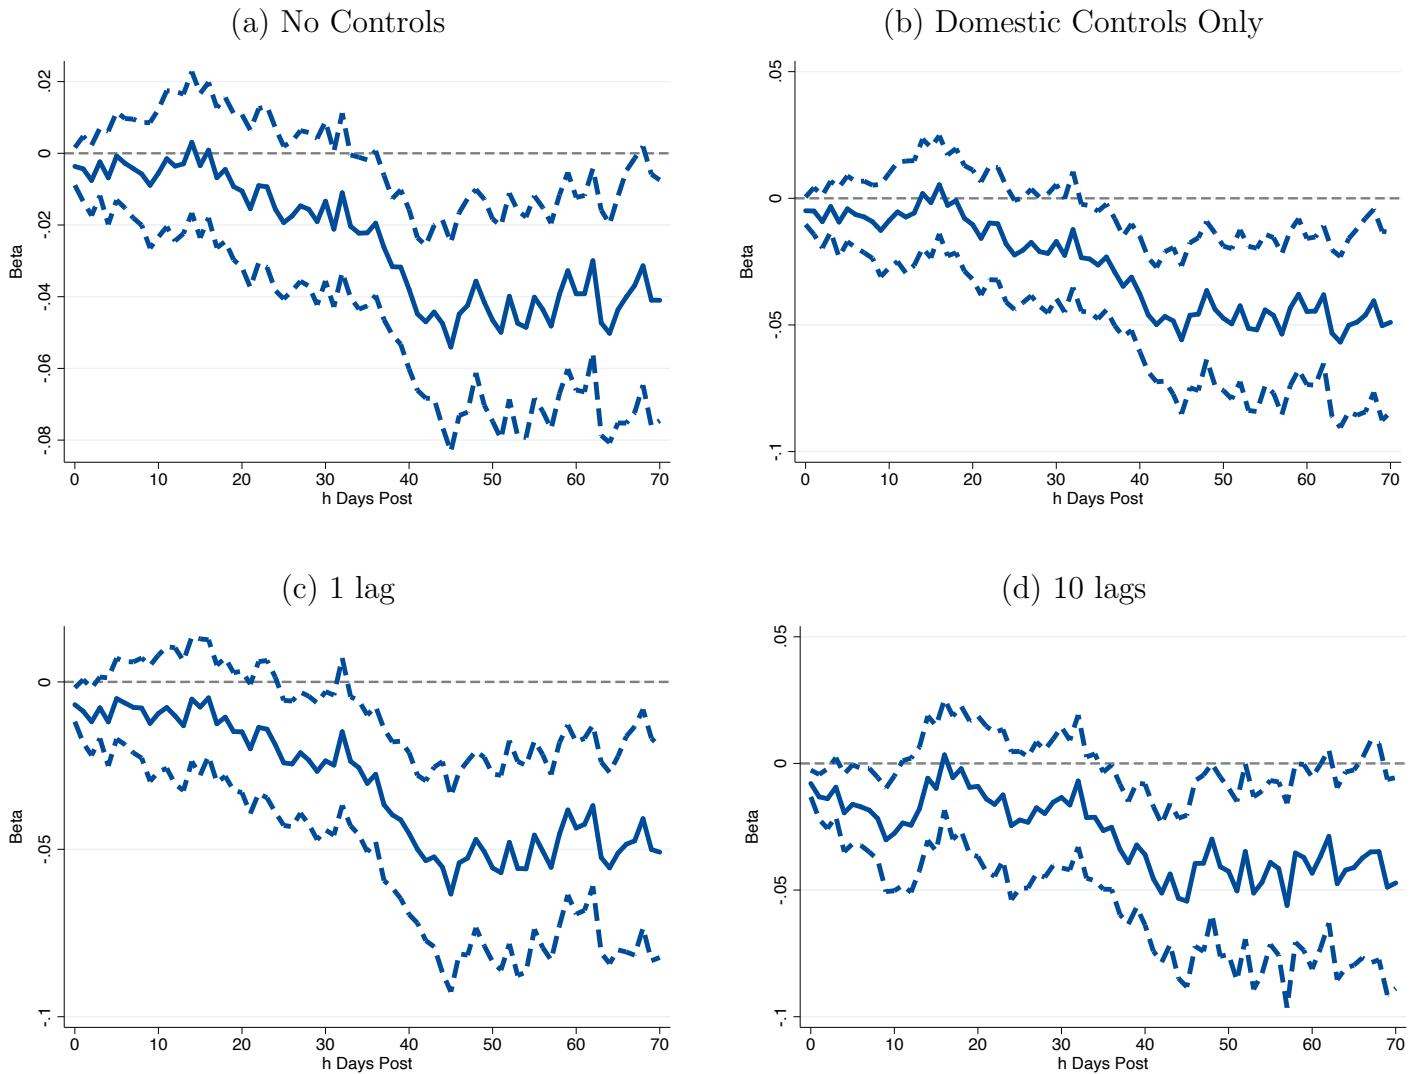 (a) No Controls
(b) Domestic Controls Only
.02
0
-.02
-.04
-.06
-.08
Beta
0 10 20 30 40 50 60 70
h Days Post
.05
0
-.05
-.1
Beta
0 10 20 30 40 50 60 70
h Days Post
(c) 1 lag
(d) 10 lags
0
-.05
-.1
Beta
0 10 20 30 40 50 60 70
h Days Post
.05
0
-.05
-.1
Beta
0 10 20 30 40 50 60 70
h Days Post